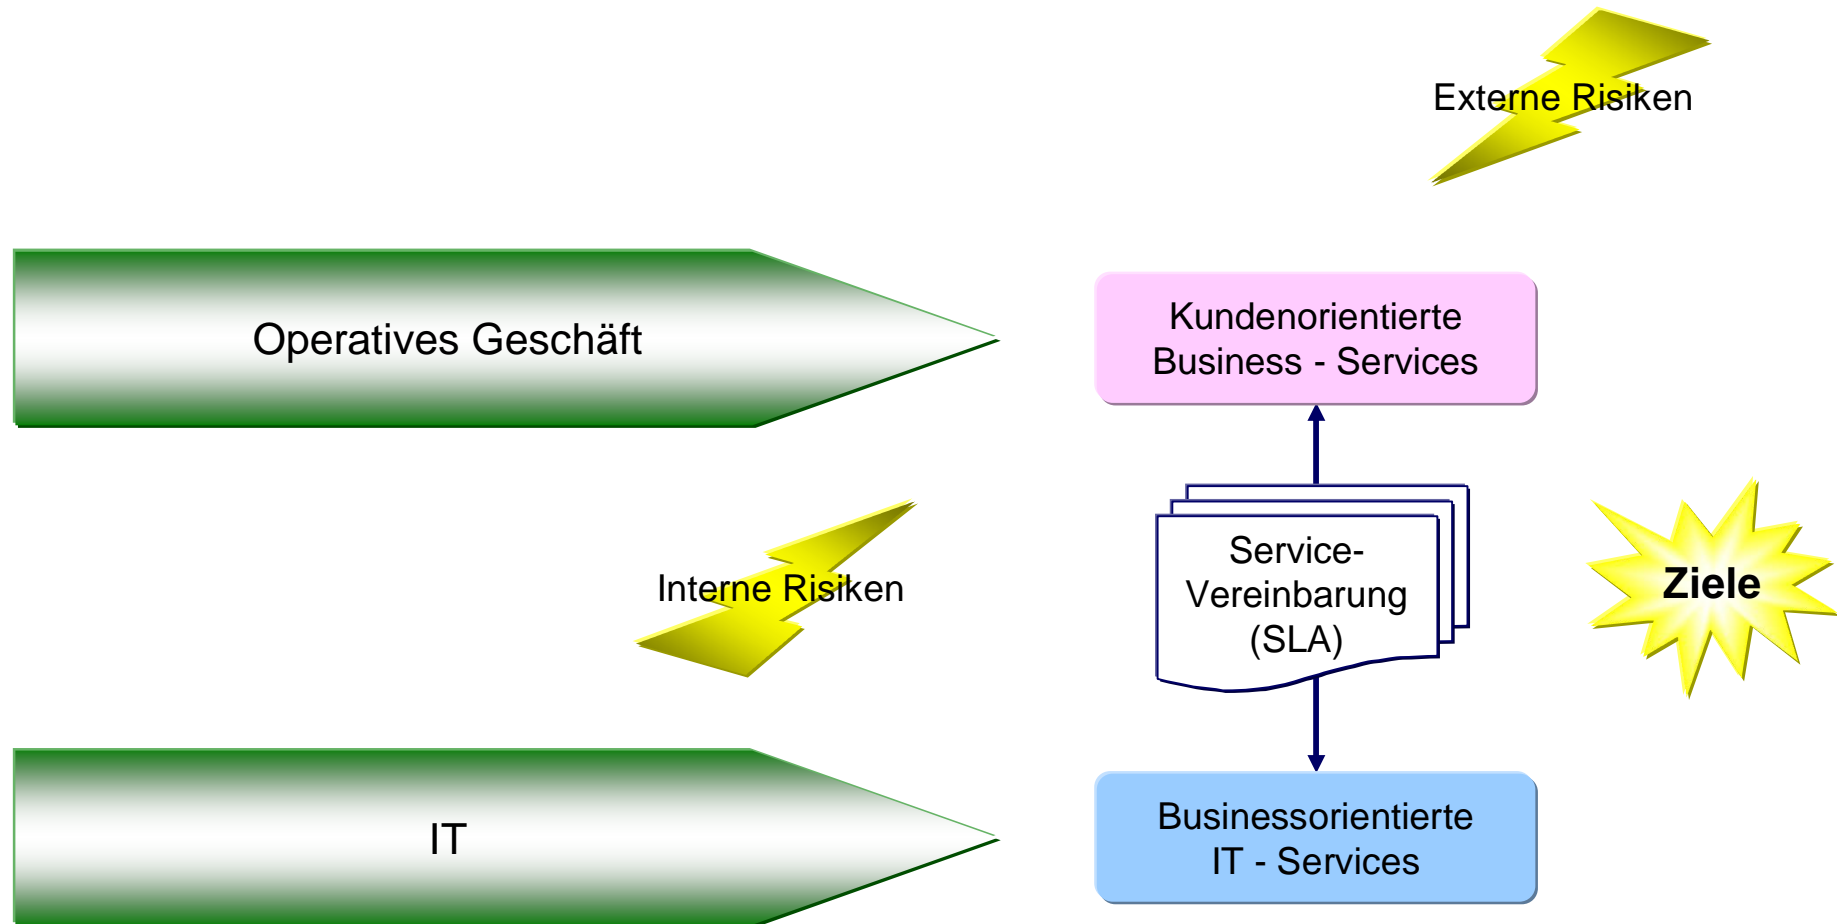 Externe Risiken
Operatives Geschäft
Kundenorientierte
Business - Services
Interne Risiken
Service-
Vereinbarung
(SLA)
Ziele
IT
Businessorientierte
IT - Services